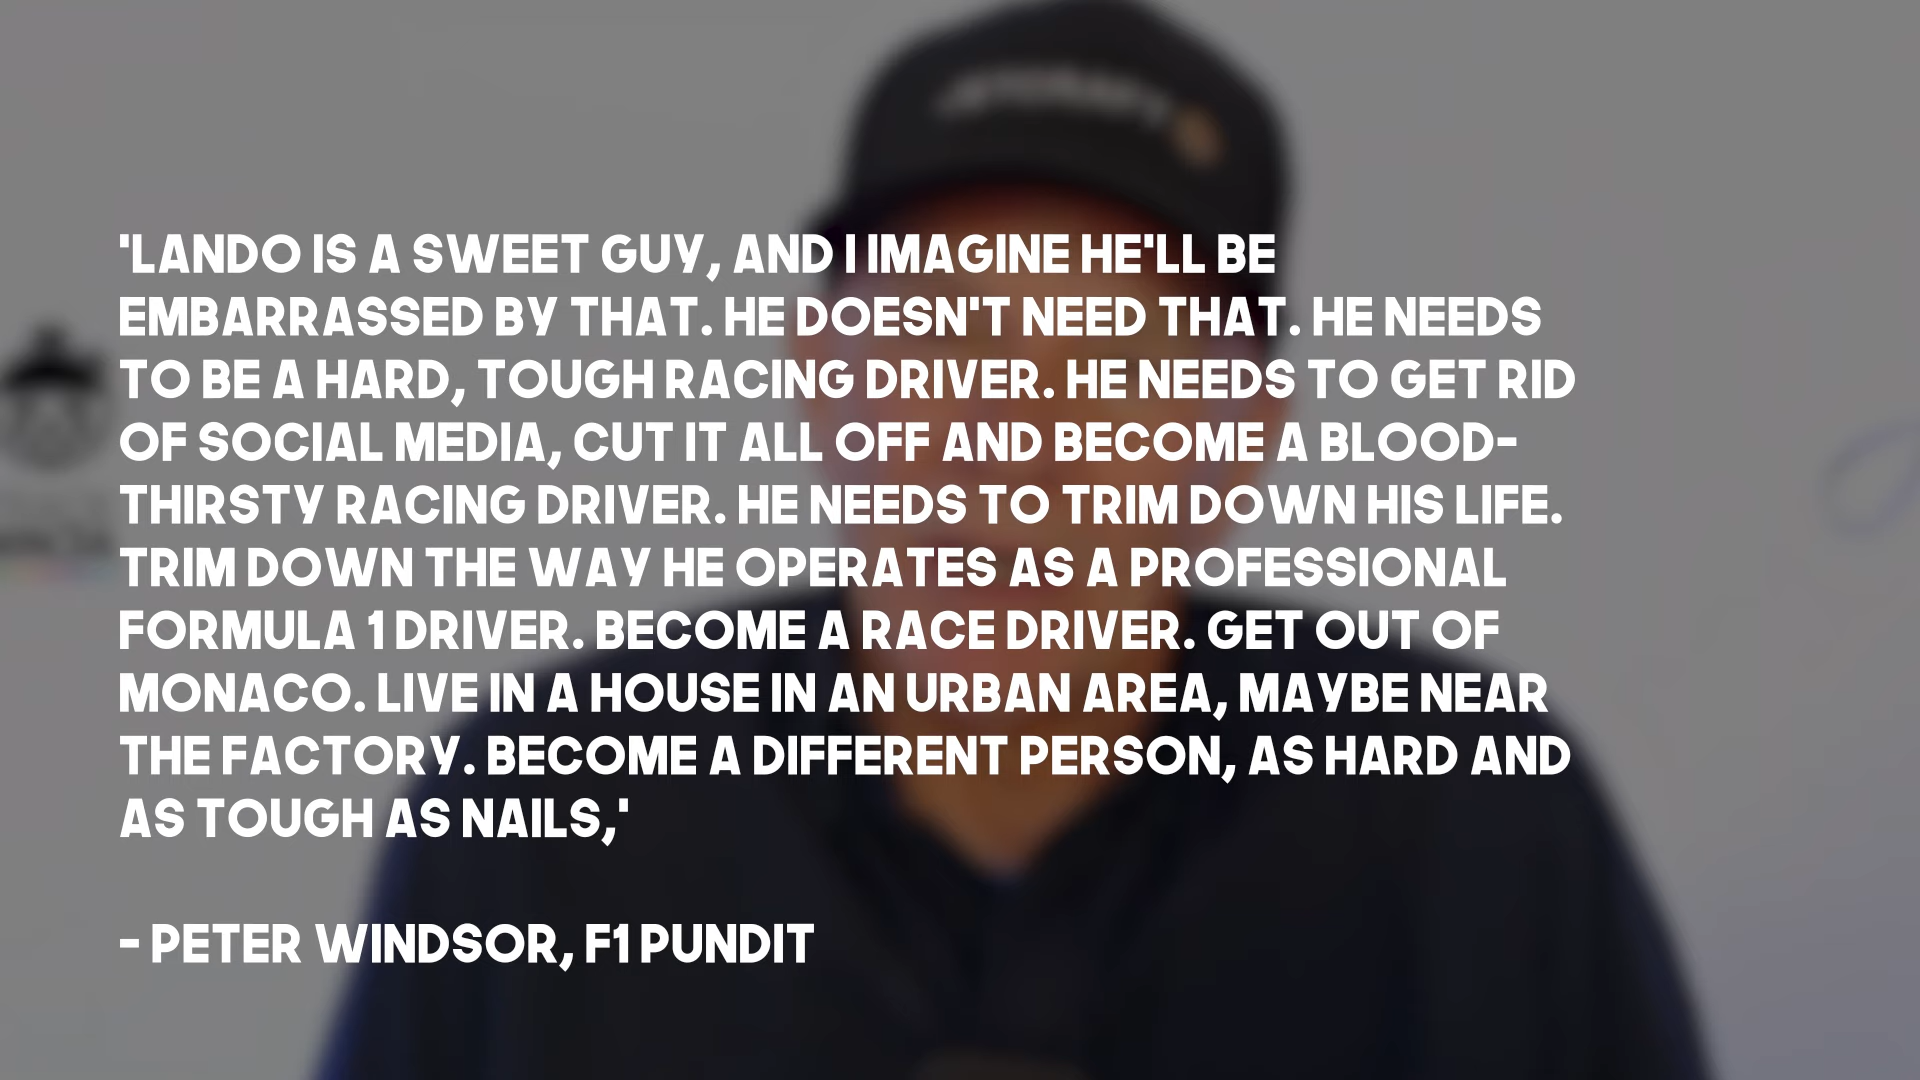 'LANDO IS A SWEET GUY, AND I IMAGINE HE'LL BE
EMBARRASSED BY THAT. HE DOESN'T NEED THAT. HE NEEDS
TO BE A HARD, TOUGH RACING DRIVER. HE NEEDS TO GET RID
OF SOCIAL MEDIA, CUT IT ALL OFF AND BECOME A BLOOD-
THIRSTY RACING DRIVER. HE NEEDS TO TRIM DOWN HIS LIFE.
TRIM DOWN THE WAY HE OPERATES AS A PROFESSIONAL
FORMULA 1 DRIVER. BECOME A RACE DRIVER. GET OUT OF
MONACO. LIVE IN A HOUSE IN AN URBAN AREA, MAYBE NEAR
THE FACTORY. BECOME A DIFFERENT PERSON, AS HARD AND
AS TOUGH AS NAILS,'
- PETER WINDSOR, F1 PUNDIT